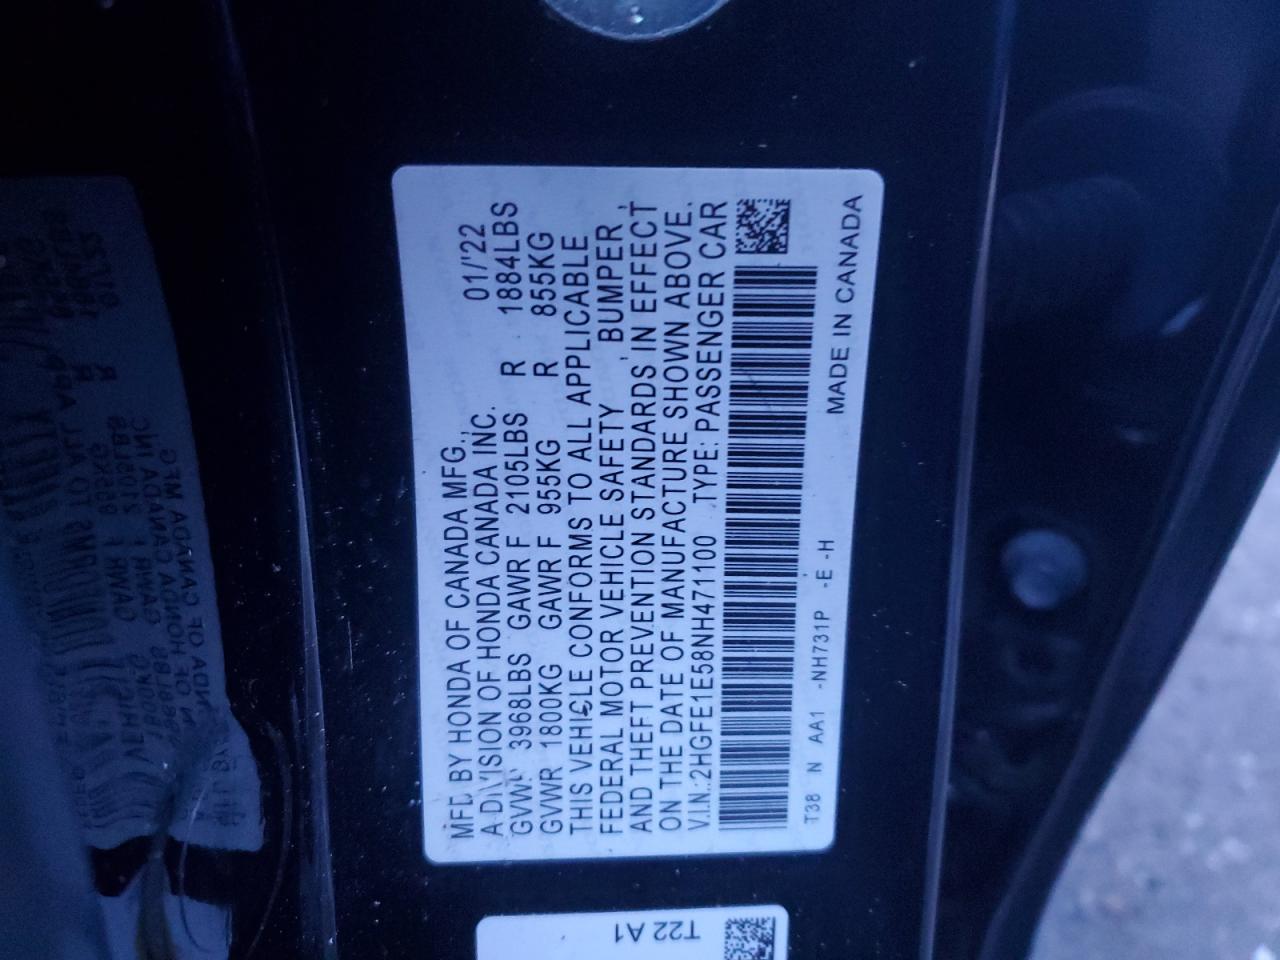 MFD BY HONDA OF CANADA MFG., 01/'22
A DIVISION OF HONDA CANADA INC.
GVWR 3968LBS GAWR F 2105LBS R 1884LBS
GVWR 1800KG GAWR F 955KG R 855KG
THIS VEHICLE CONFORMS TO ALL APPLICABLE
FEDERAL MOTOR VEHICLE SAFETY, BUMPER,
AND THEFT PREVENTION STANDARDS IN EFFECT
ON THE DATE OF MANUFACTURE SHOWN ABOVE.
V.I.N.:2HGFE1E58NH471100 TYPE: PASSENGER CAR
T38 N AA1 -NH731P -E -H
MADE IN CANADA
T22 A1